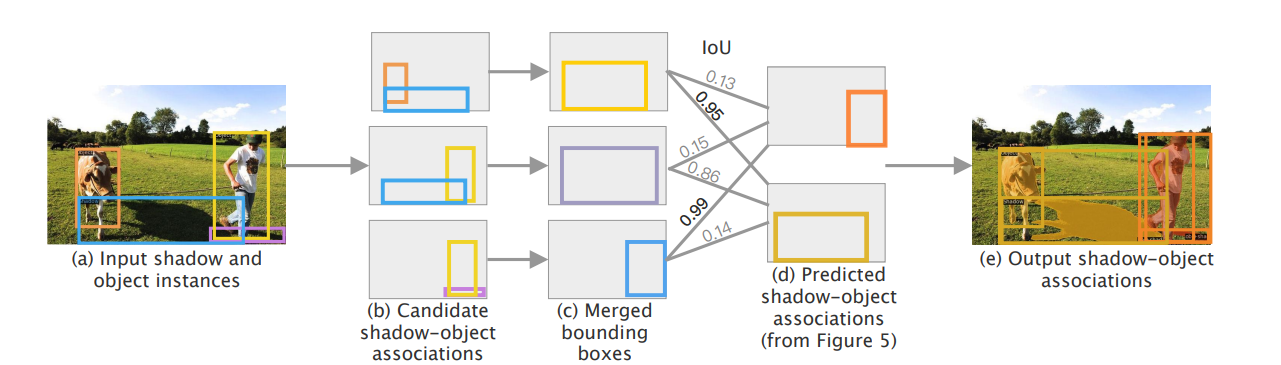 IoU
0.13
0.95
0.15
0.86
0.99
0.14
(a) Input shadow and
object instances
(b) Candidate
shadow-object
associations
(c) Merged
bounding
boxes
(d) Predicted
shadow-object
associations
(from Figure 5)
(e) Output shadow-object
associations